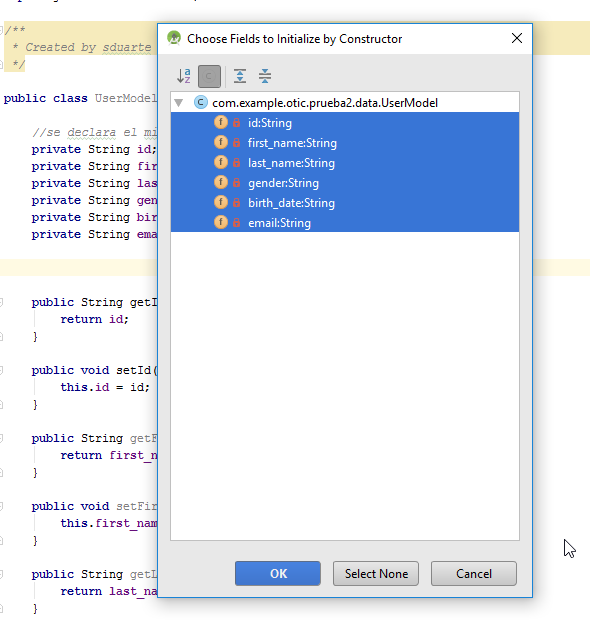 /**
* Created by sduarte
*/
public class UserModel
//se declara el mi
private String id;
private String fir
private String las
private String gen
private String bir
private String ema
public String getI
return id;
}
public void setId(
this.id = id;
}
public String getF
return first_n
}
public void setFir
this.first_nam
}
public String getL
return last_na
}
Choose Fields to Initialize by Constructor
com.example.otic.prueba2.data.UserModel
id:String
first_name:String
last_name:String
gender:String
birth_date:String
email:String
OK Select None Cancel